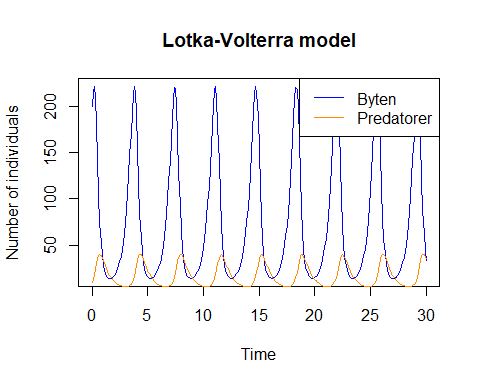 Lotka-Volterra model
Number of individuals
200
150
100
50
Byten
Predatorer
0 5 10 15 20 25 30
Time